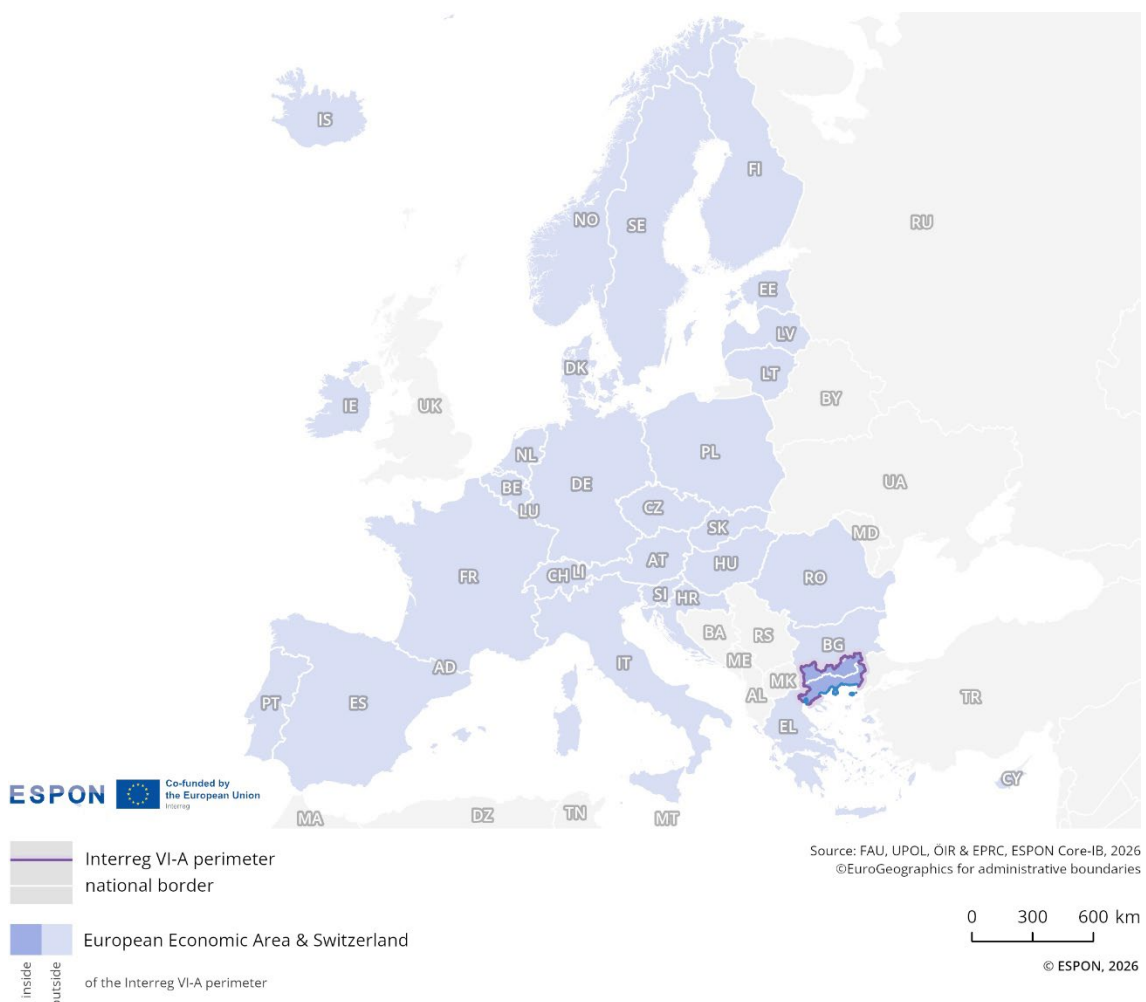 IS
FI
NO
SE
RU
EE
LV
DK
LT
IE
UK
BY
NL
PL
BE
DE
UA
LU
CZ
SK
MD
AT
HU
FR
CH
LI
RO
SI
HR
BA
RS
BG
IT
ME
AD
MK
PT
ES
AL
TR
EL
CY
MA
DZ
TN
MT
ESPON
Co-funded by
the European Union
Interreg
Interreg VI-A perimeter
national border
European Economic Area & Switzerland
inside
outside
of the Interreg VI-A perimeter
Source: FAU, UPOL, ÖIR & EPRC, ESPON Core-IB, 2026
©EuroGeographics for administrative boundaries
0 300 600 km
© ESPON, 2026